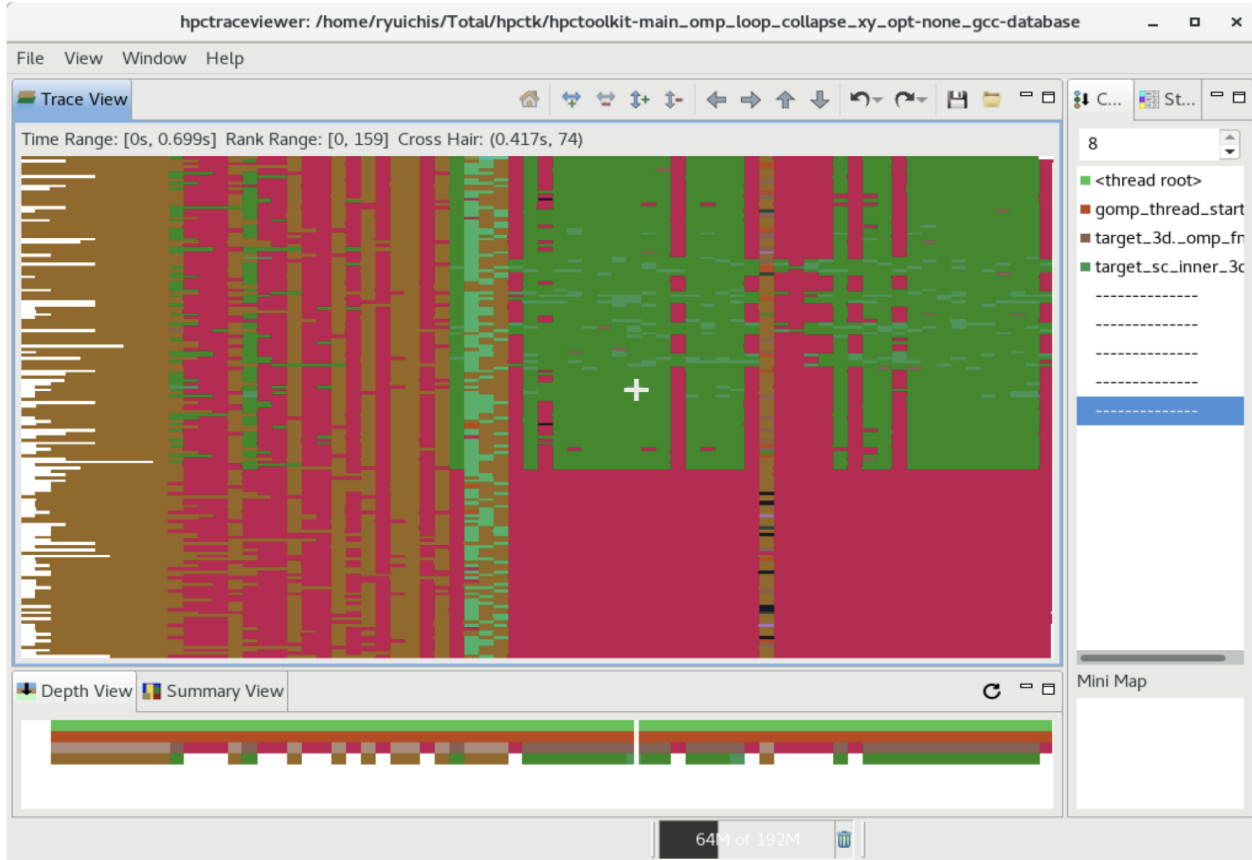 hpctraceviewer: /home/ryuichis/Total/hpctk/hpctoolkit-main_omp_loop_collapse_xy_opt-none_gcc-database
File View Window Help
Trace View
C... St...
Time Range: [0s, 0.699s] Rank Range: [0, 159] Cross Hair: (0.417s, 74)
8
<thread root>
gomp_thread_start
target_3d._omp_fn
target_sc_inner_3d
--------------
--------------
--------------
--------------
--------------
Depth View Summary View
Mini Map
64M of 192M